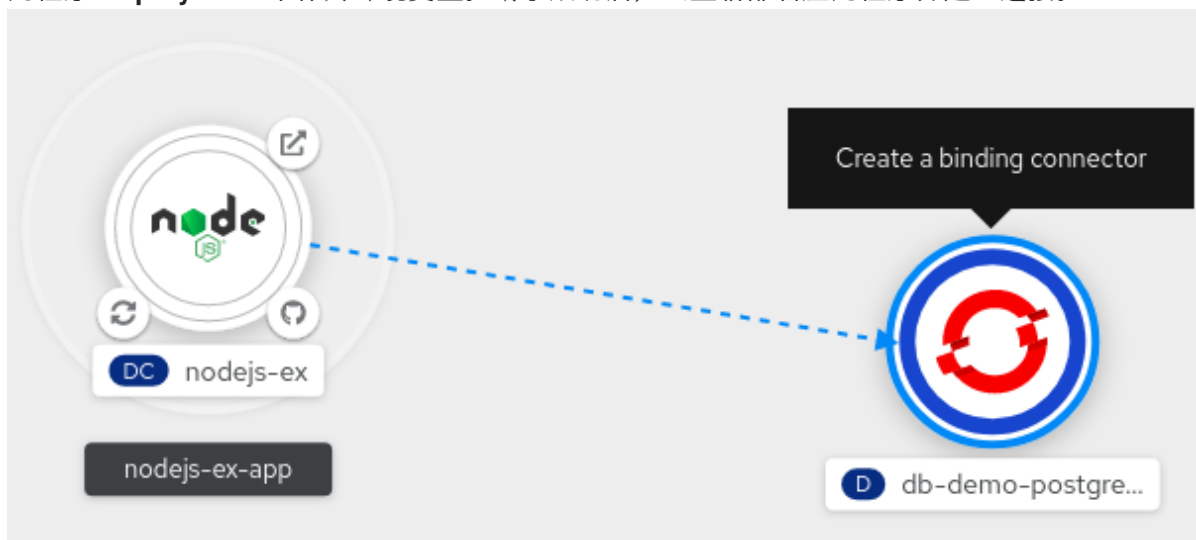 Create a binding connector
node
JS
DC nodejs-ex
nodejs-ex-app
D db-demo-postgre...